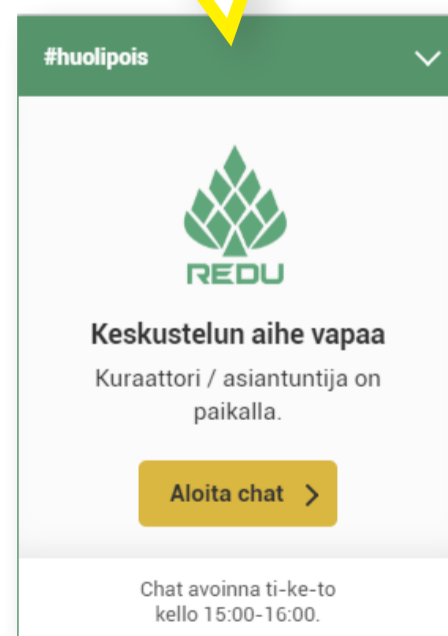 #huolipois
REDU
Keskustelun aihe vapaa
Kuraattori / asiantuntija on
paikalla.
Aloita chat
Chat avoinna ti-ke-to
kello 15:00-16:00.